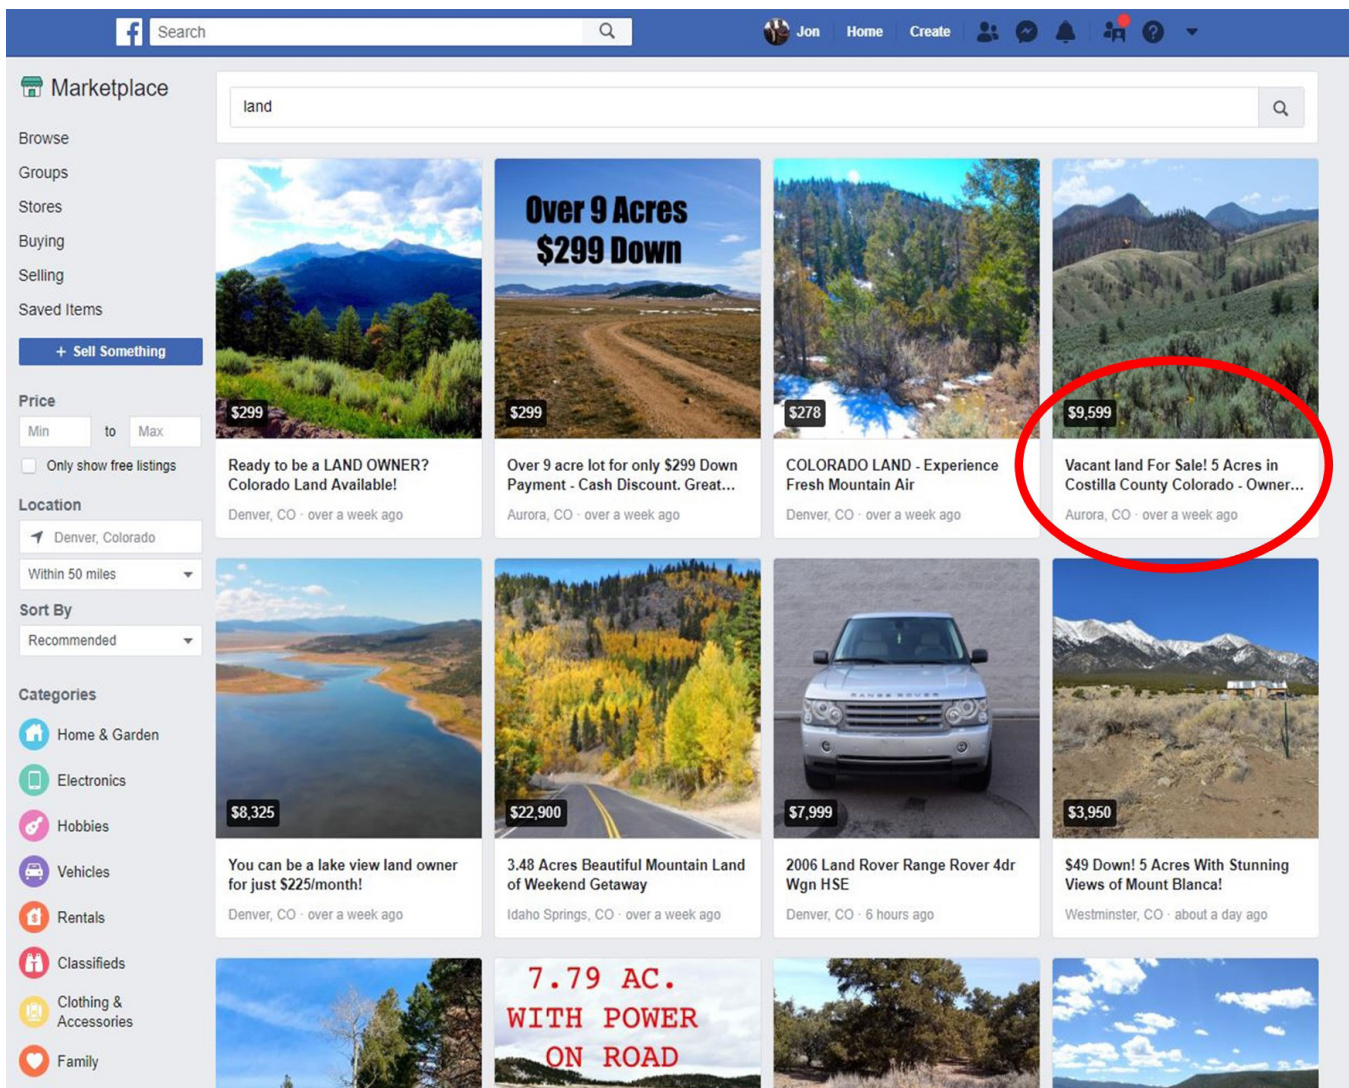 f
Search
Jon Home Create
Marketplace
land
Browse
Groups
Stores
Buying
Selling
Saved Items
+ Sell Something
Price
Min to Max
Only show free listings
Location
Denver, Colorado
Within 50 miles
Sort By
Recommended
Categories
Home & Garden
Electronics
Hobbies
Vehicles
Rentals
Classifieds
Clothing &
Accessories
Family
$299
Ready to be a LAND OWNER?
Colorado Land Available!
Denver, CO · over a week ago
Over 9 Acres
$299 Down
$299
Over 9 acre lot for only $299 Down
Payment - Cash Discount. Great...
Aurora, CO · over a week ago
$278
COLORADO LAND - Experience
Fresh Mountain Air
Denver, CO · over a week ago
$9,599
Vacant land For Sale! 5 Acres in
Costilla County Colorado - Owner...
Aurora, CO · over a week ago
$8,325
You can be a lake view land owner
for just $225/month!
Denver, CO · over a week ago
$22,900
3.48 Acres Beautiful Mountain Land
of Weekend Getaway
Idaho Springs, CO · over a week ago
RANGE ROVER
$7,999
2006 Land Rover Range Rover 4dr
Wgn HSE
Denver, CO · 6 hours ago
$3,950
$49 Down! 5 Acres With Stunning
Views of Mount Blanca!
Westminster, CO · about a day ago
7.79 AC.
WITH POWER
ON ROAD